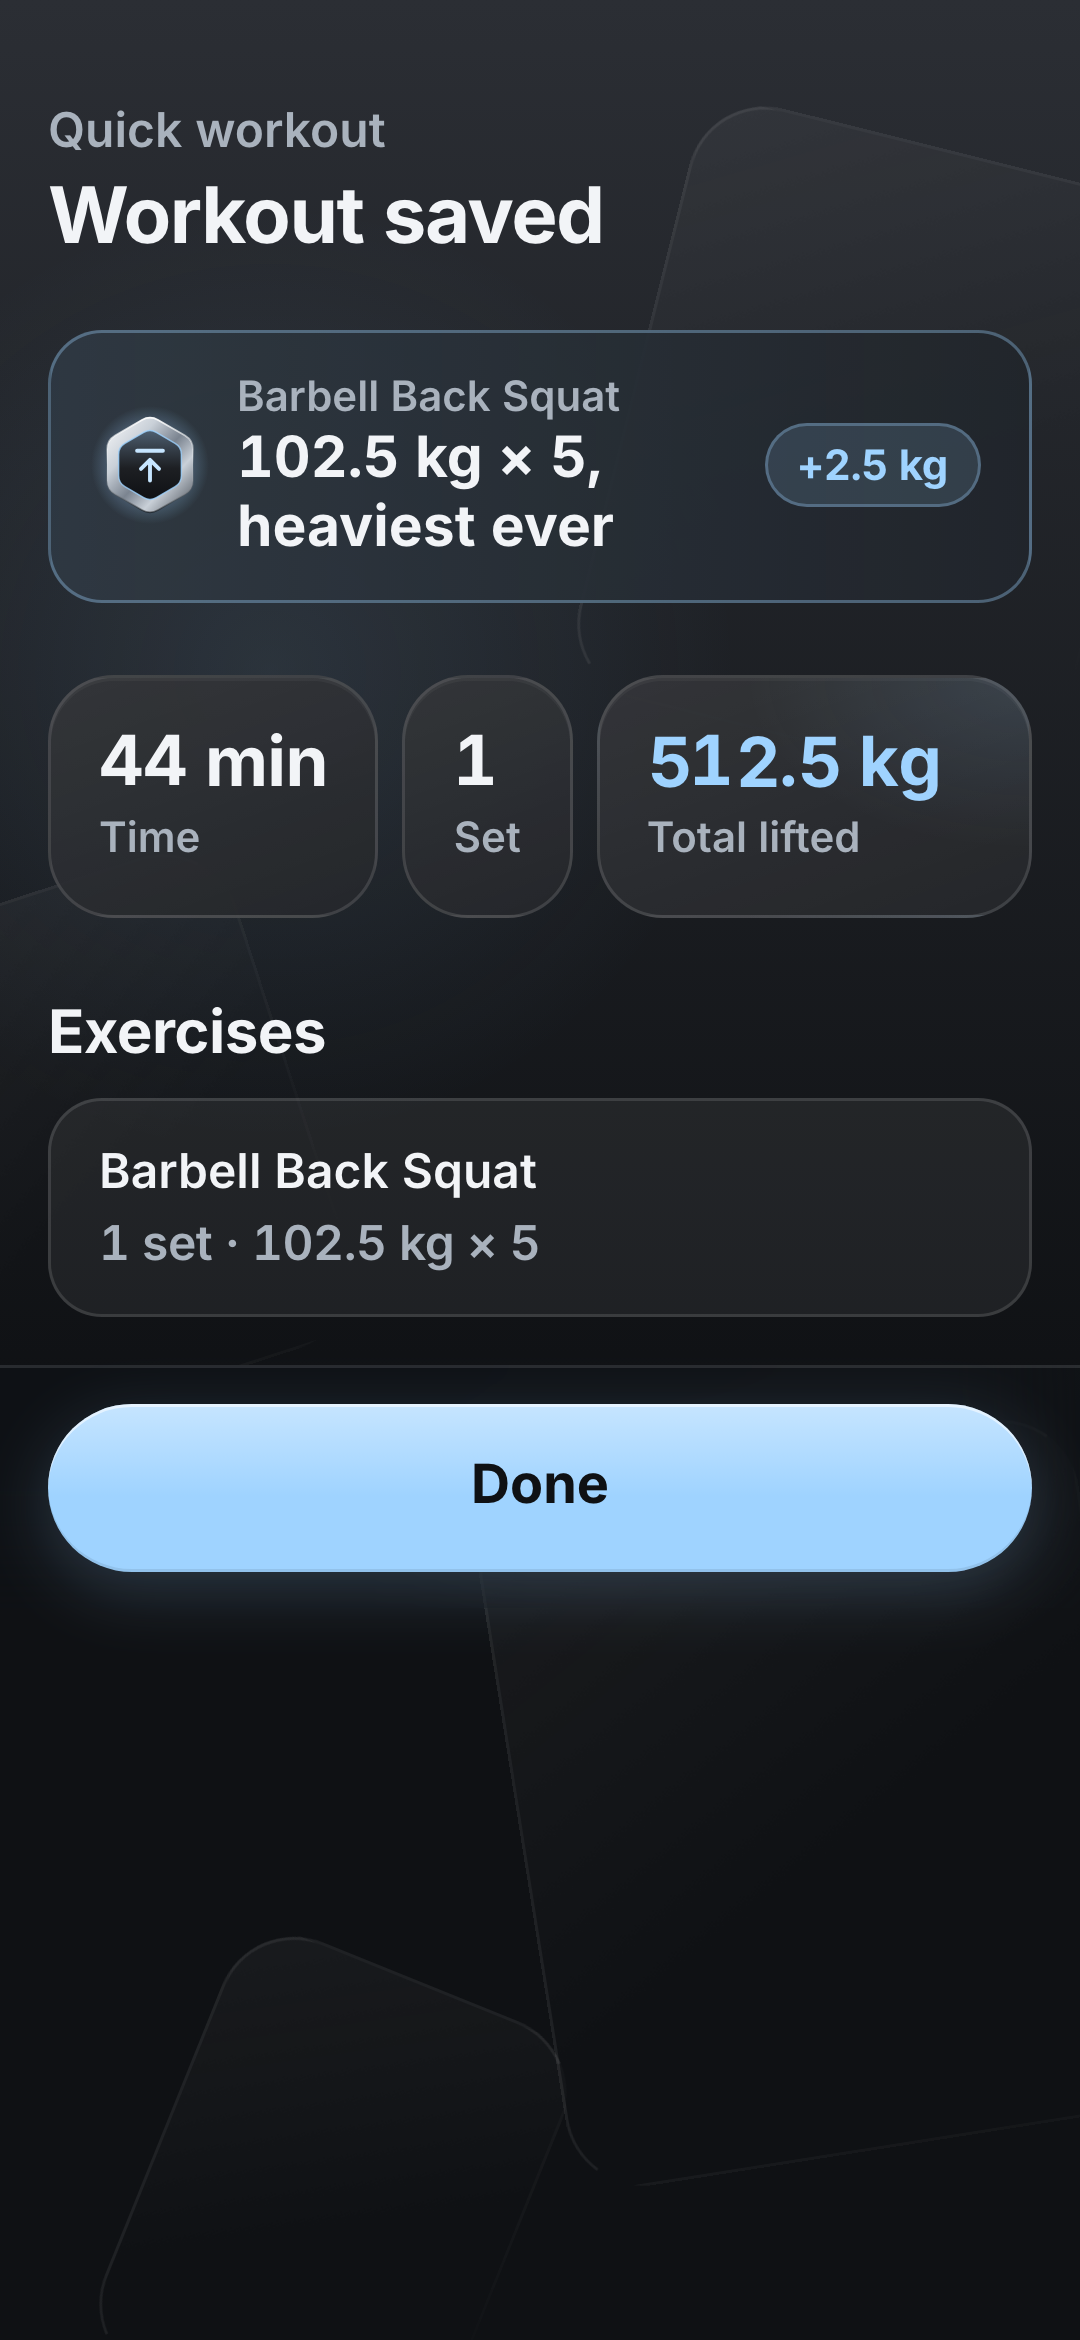 Quick workout
Workout saved
Barbell Back Squat
102.5 kg × 5,
heaviest ever
+2.5 kg
44 min
Time
1
Set
512.5 kg
Total lifted
Exercises
Barbell Back Squat
1 set · 102.5 kg × 5
Done